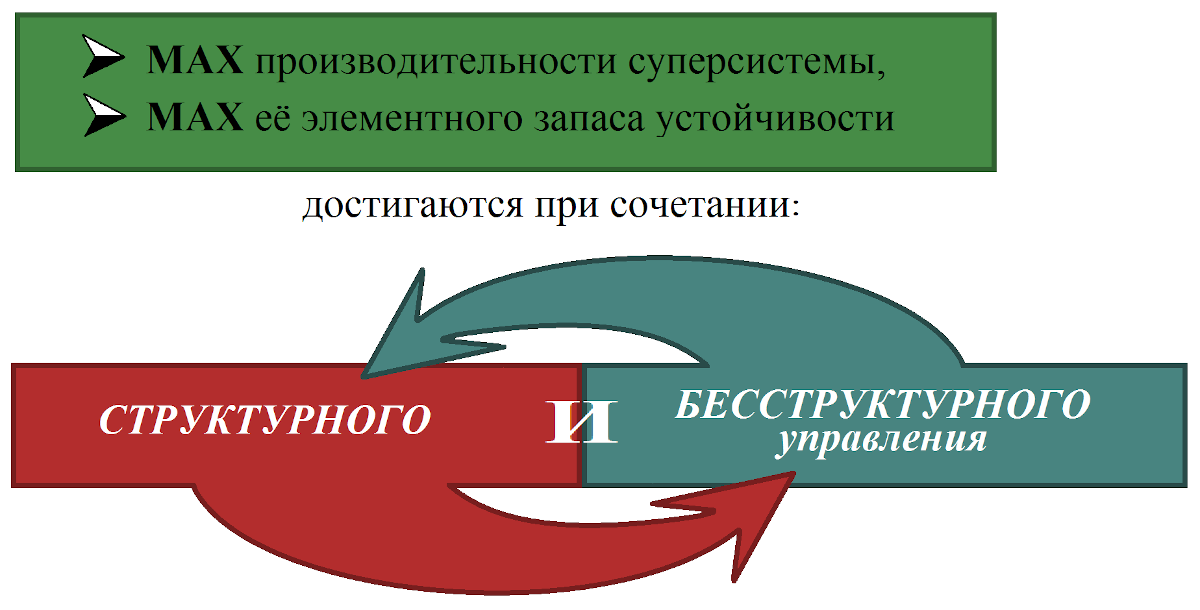 MAX производительности суперсистемы,
MAX её элементного запаса устойчивости
достигаются при сочетании:
СТРУКТУРНОГО И БЕССТРУКТУРНОГО
управления